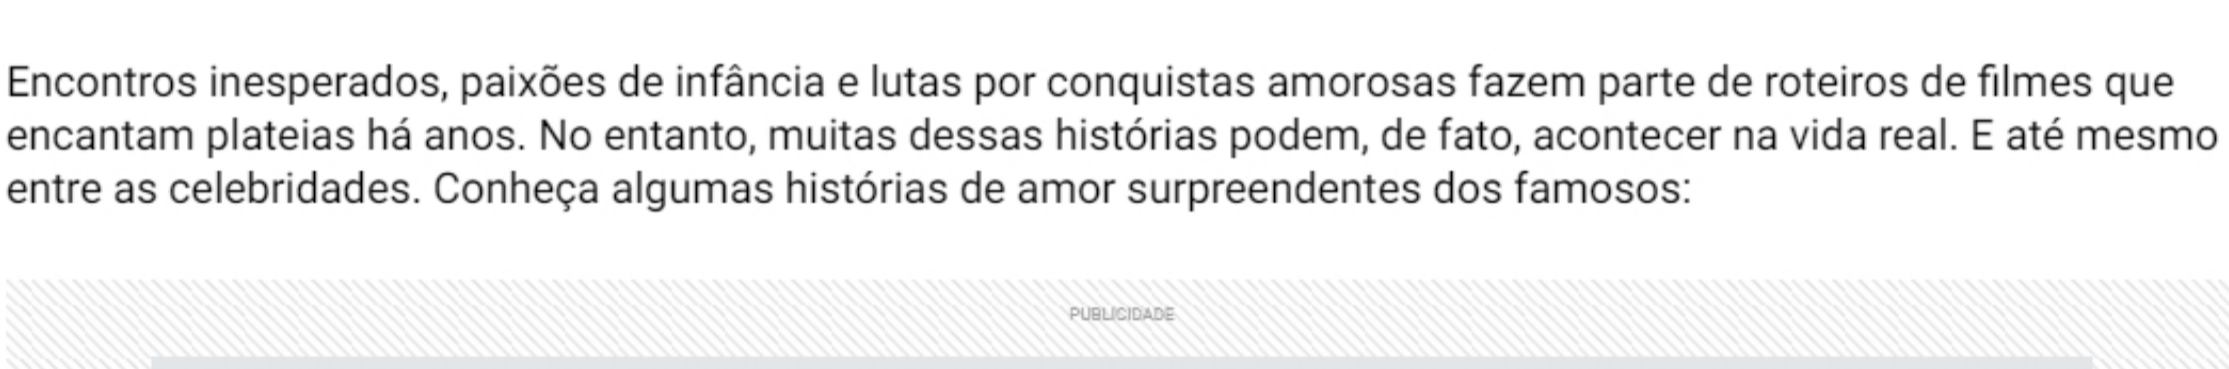 Encontros inesperados, paixões de infância e lutas por conquistas amorosas fazem parte de roteiros de filmes que
encantam plateias há anos. No entanto, muitas dessas histórias podem, de fato, acontecer na vida real. E até mesmo
entre as celebridades. Conheça algumas histórias de amor surpreendentes dos famosos:
PUBLICIDADE